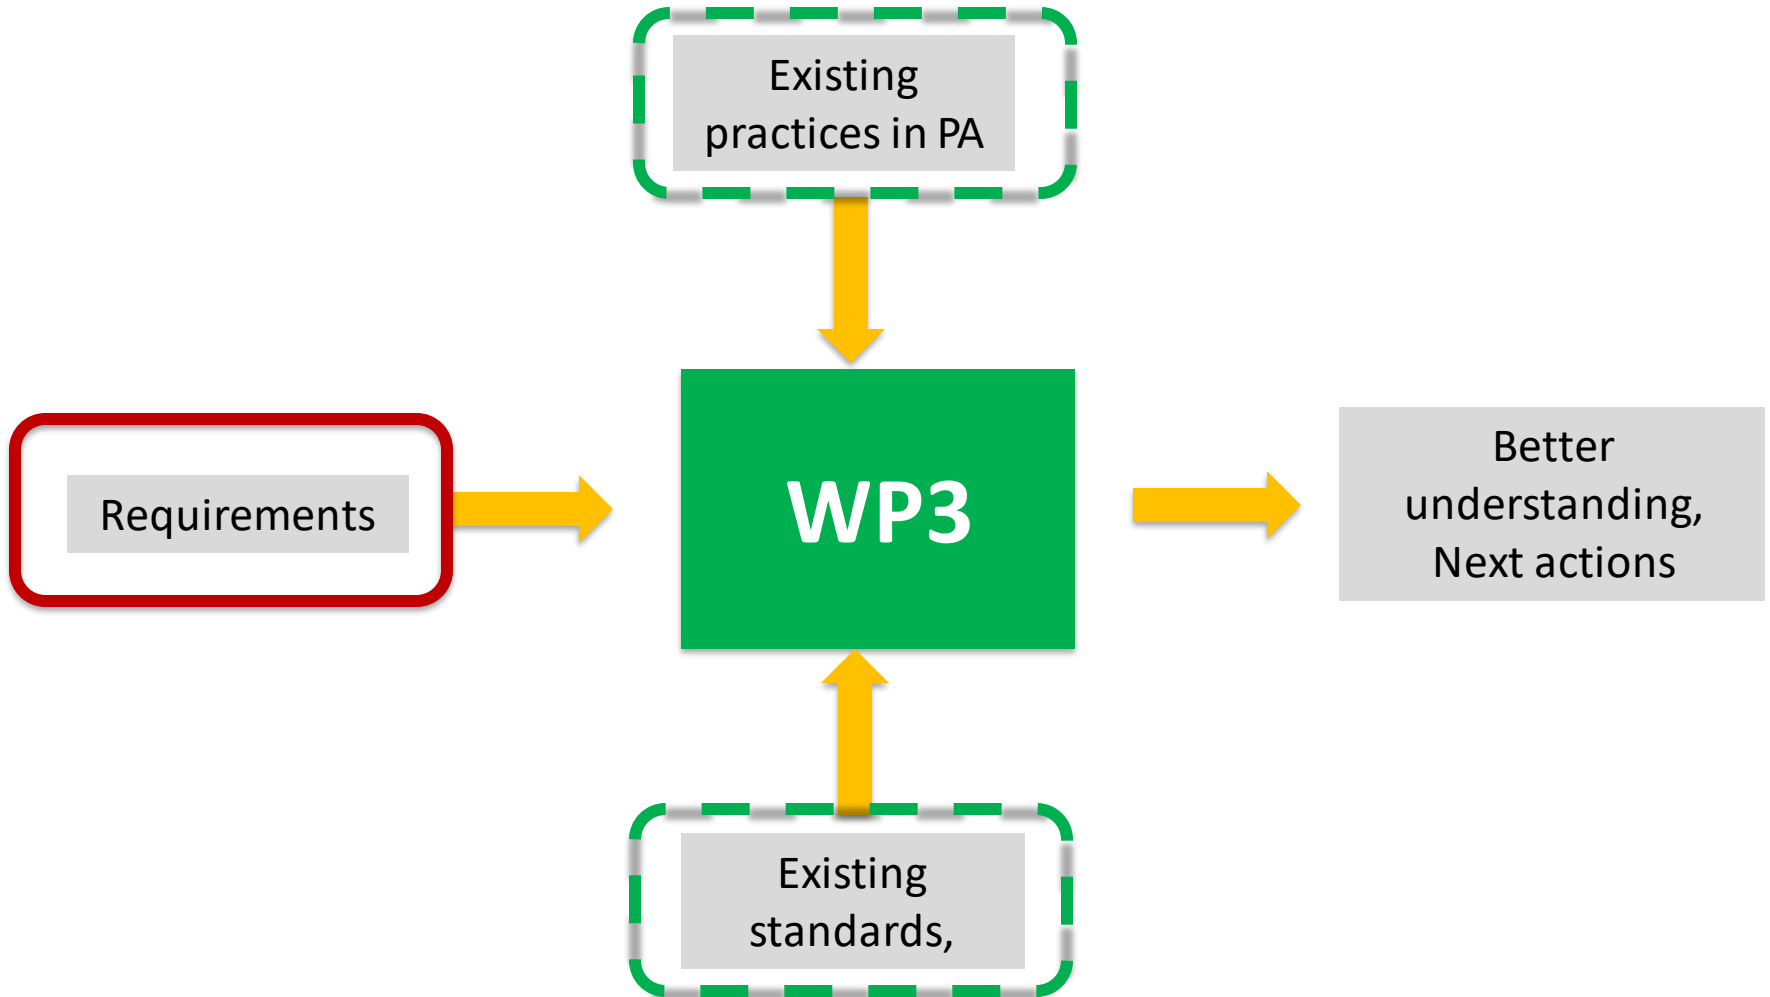 Existing
practices in PA
Requirements
WP3
Better
understanding,
Next actions
Existing
standards,